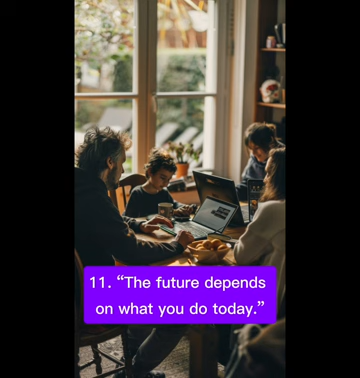 11. “The future depends
on what you do today.”